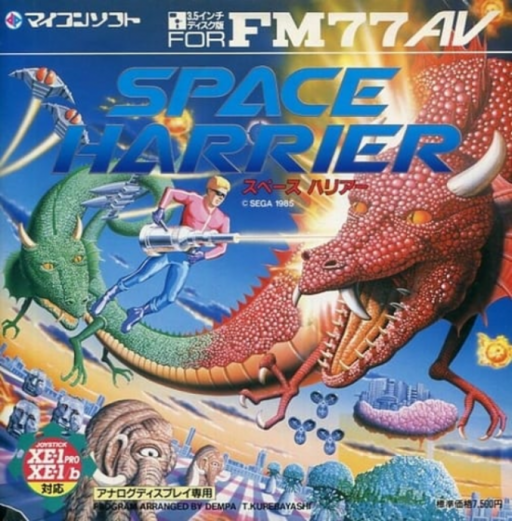 マイコンソフト
3.5インチ
ディスク版
FOR FM77AV
SPACE
HARRIER
スペース ハリアー
© SEGA 1985
JOYSTICK
XE-1 PRO
XE-1 b
対応
アナログディスプレイ専用
PROGRAM ARRANGED BY DEMPA T.KUREBAYASHI
標準価格7,500円